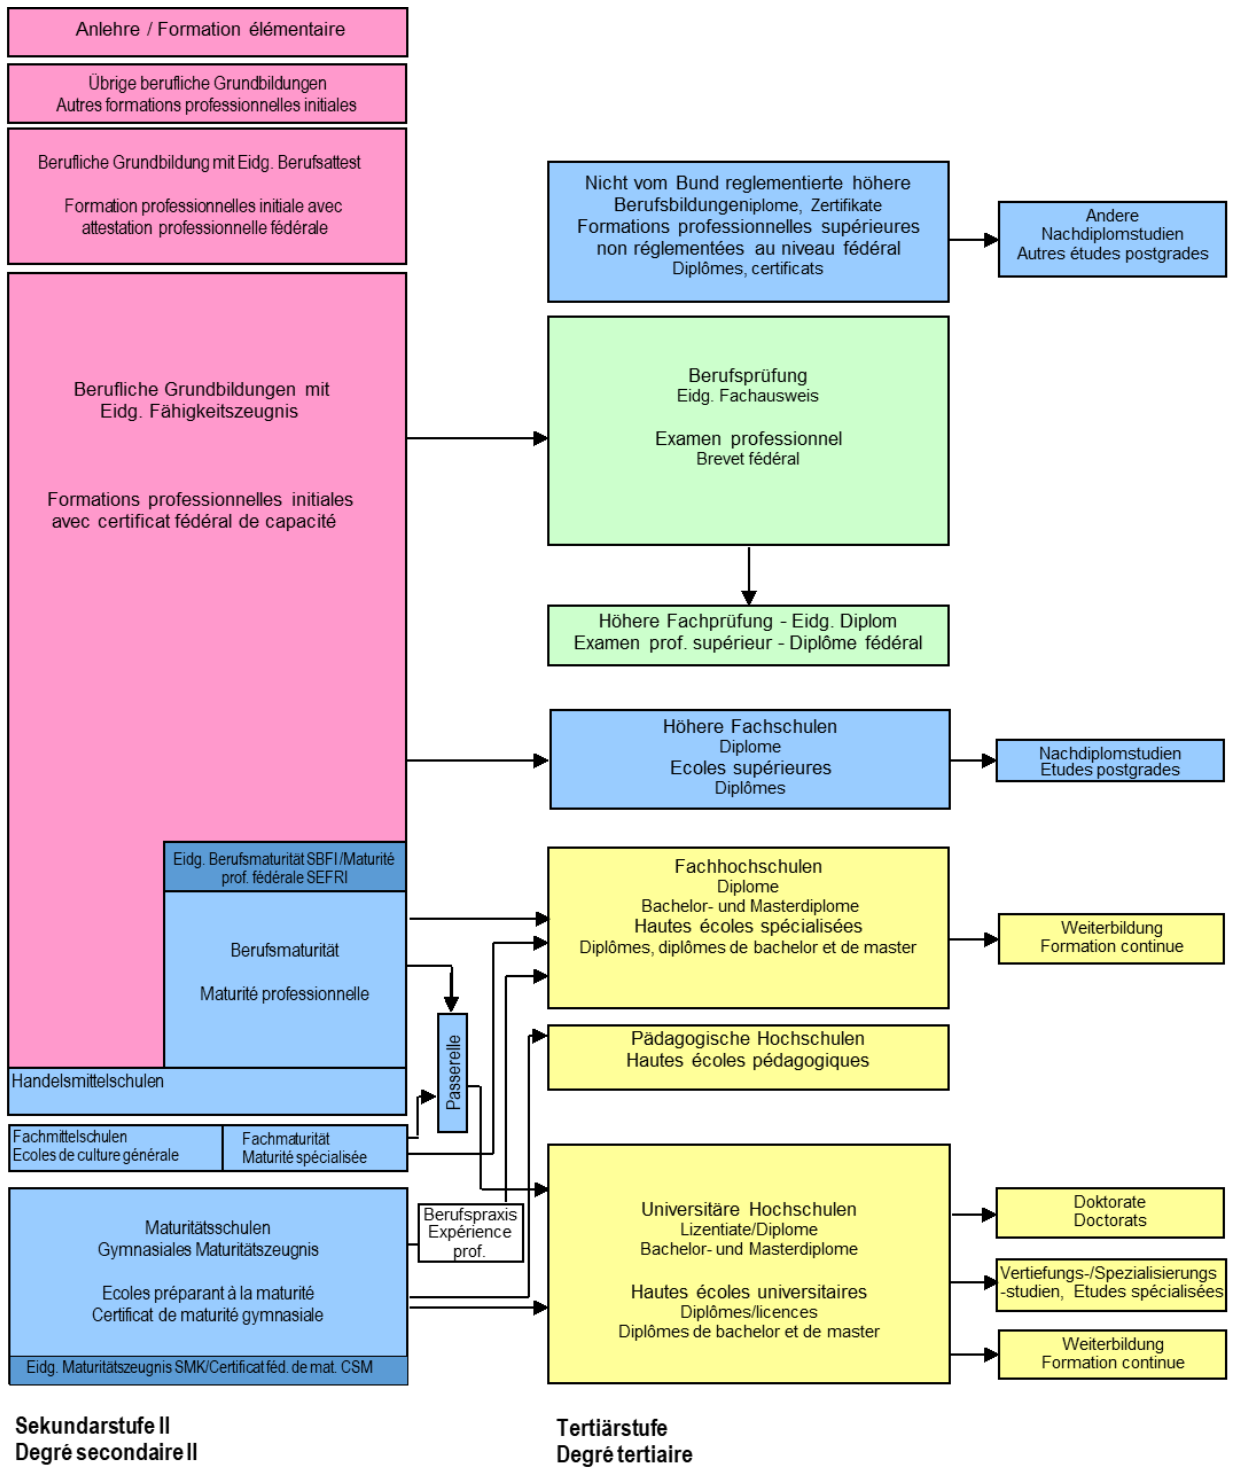 Anlehre / Formation élémentaire
Übrige berufliche Grundbildungen
Autres formations professionnelles initiales
Berufliche Grundbildung mit Eidg. Berufsattest
Formation professionnelles initiale avec
attestation professionnelle fédérale
Berufliche Grundbildungen mit
Eidg. Fähigkeitszeugnis
Formations professionnelles initiales
avec certificat fédéral de capacité
Eidg. Berufsmaturität SBFI/Maturité
prof. fédérale SEFRI
Berufsmaturität
Maturité professionnelle
Handelsmittelschulen
Fachmittelschulen
Ecoles de culture générale
Fachmaturität
Maturité spécialisée
Maturitätsschulen
Gymnasiales Maturitätszeugnis
Ecoles préparant à la maturité
Certificat de maturité gymnasiale
Eidg. Maturitätszeugnis SMK/Certificat féd. de mat. CSM
Sekundarstufe II
Degré secondaire II
Passerelle
Berufspraxis
Expérience
prof.
Nicht vom Bund reglementierte höhere
Berufsbildungeniplome, Zertifikate
Formations professionnelles supérieures
non réglementées au niveau fédéral
Diplômes, certificats
Berufsprüfung
Eidg. Fachausweis
Examen professionnel
Brevet fédéral
Höhere Fachprüfung - Eidg. Diplom
Examen prof. supérieur - Diplôme fédéral
Höhere Fachschulen
Diplome
Ecoles supérieures
Diplômes
Fachhochschulen
Diplome
Bachelor- und Masterdiplome
Hautes écoles spécialisées
Diplômes, diplômes de bachelor et de master
Pädagogische Hochschulen
Hautes écoles pédagogiques
Universitäre Hochschulen
Lizentiate/Diplome
Bachelor- und Masterdiplome
Hautes écoles universitaires
Diplômes/licences
Diplômes de bachelor et de master
Tertiärstufe
Degré tertiaire
Andere
Nachdiplomstudien
Autres études postgrades
Nachdiplomstudien
Etudes postgrades
Weiterbildung
Formation continue
Doktorate
Doctorats
Vertiefungs-/Spezialisierungs
-studien, Etudes spécialisées
Weiterbildung
Formation continue